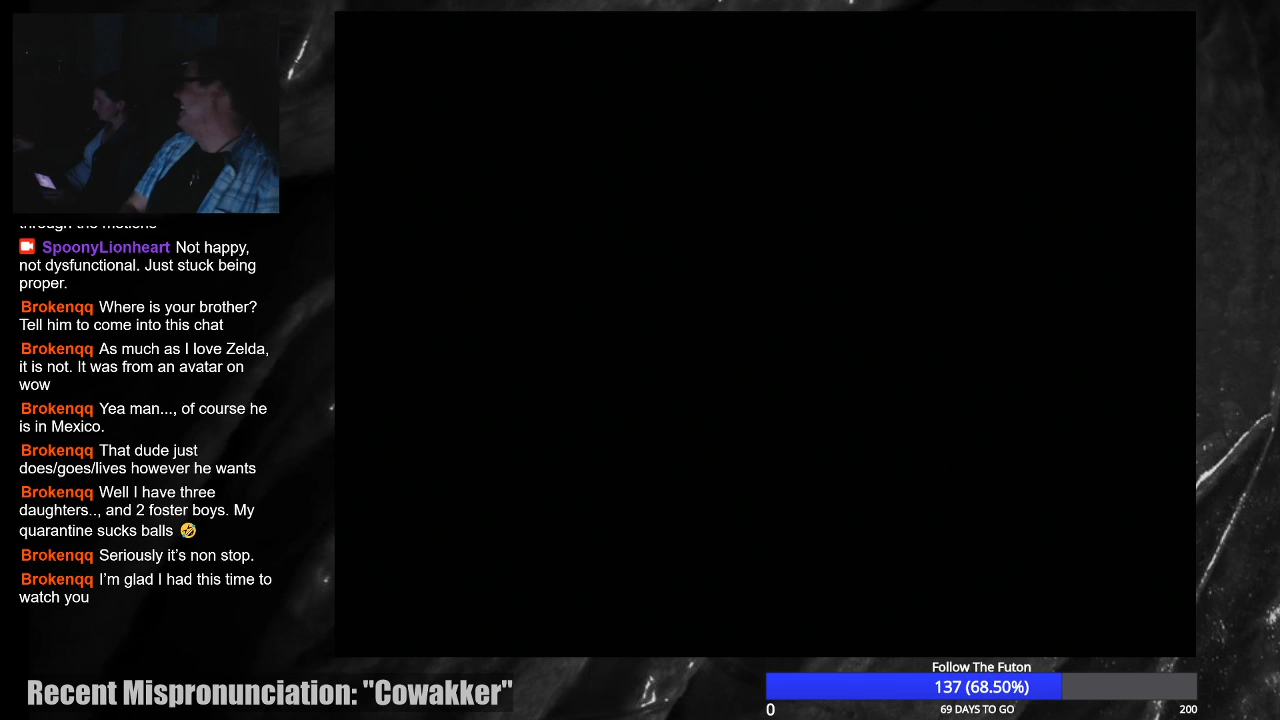 through the motions
SpoonyLionheart Not happy,
not dysfunctional. Just stuck being
proper.
Brokenqq Where is your brother?
Tell him to come into this chat
Brokenqq As much as I love Zelda,
it is not. It was from an avatar on
wow
Brokenqq Yea man..., of course he
is in Mexico.
Brokenqq That dude just
does/goes/lives however he wants
Brokenqq Well I have three
daughters.., and 2 foster boys. My
quarantine sucks balls 🤣
Brokenqq Seriously it’s non stop.
Brokenqq I’m glad I had this time to
watch you
Recent Mispronunciation: "Cowakker"
Follow The Futon
137 (68.50%)
0 69 DAYS TO GO 200